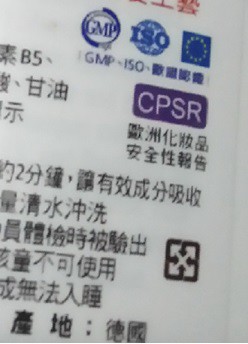 工藝
GMP ISO
素B5、
GMP、ISO、歐盟認證
酸、甘油
示
CPSR
歐洲化妝品
安全性報告
約2分鐘，讓有效成分吸收
量清水沖洗
員體檢時被驗出
孩童不可使用
成無法入睡
產地：德國